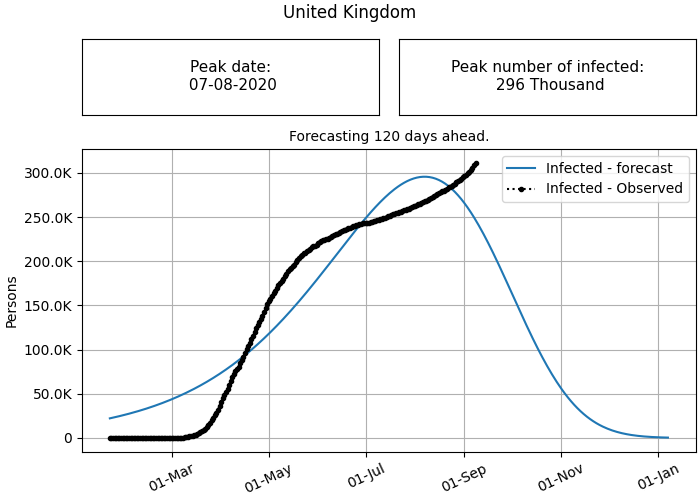 United Kingdom
Peak date:
07-08-2020
Peak number of infected:
296 Thousand
Forecasting 120 days ahead.
Infected - forecast
Infected - Observed
Persons
300.0K
250.0K
200.0K
150.0K
100.0K
50.0K
0
01-Mar
01-May
01-Jul
01-Sep
01-Nov
01-Jan